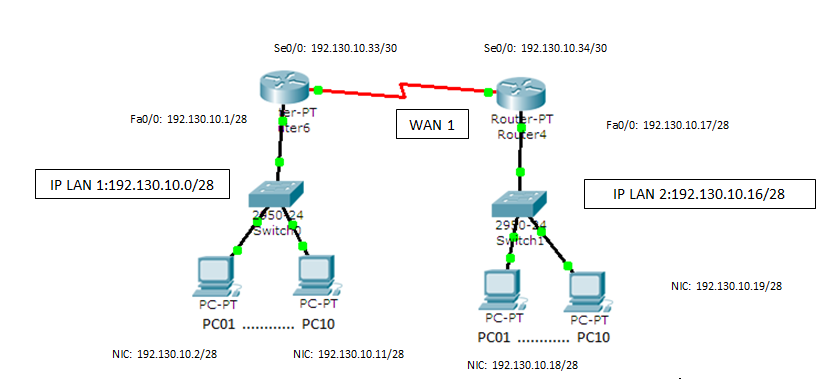 Se0/0: 192.130.10.33/30
Se0/0: 192.130.10.34/30
Fa0/0: 192.130.10.1/28
WAN 1
Router-PT
Router4
Fa0/0: 192.130.10.17/28
IP LAN 1:192.130.10.0/28
IP LAN 2:192.130.10.16/28
2950-24
Switch0
Switch1
PC-PT
PC-PT
PC01 ............ PC10
PC-PT
PC-PT
PC01 ............ PC10
NIC: 192.130.10.19/28
NIC: 192.130.10.2/28
NIC: 192.130.10.11/28
NIC: 192.130.10.18/28